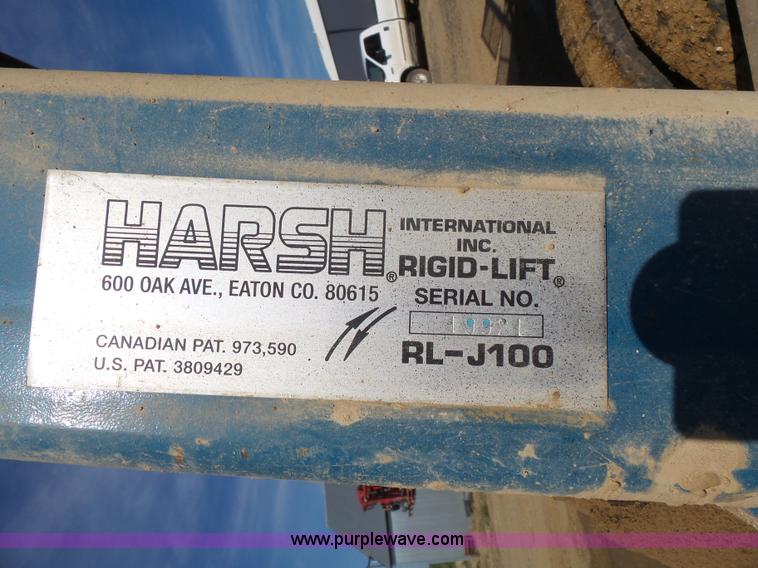 HARSH® INTERNATIONAL INC.
RIGID-LIFT®
600 OAK AVE., EATON CO. 80615
SERIAL NO.
19921
CANADIAN PAT. 973,590
U.S. PAT. 3809429
RL-J100
www.purplewave.com